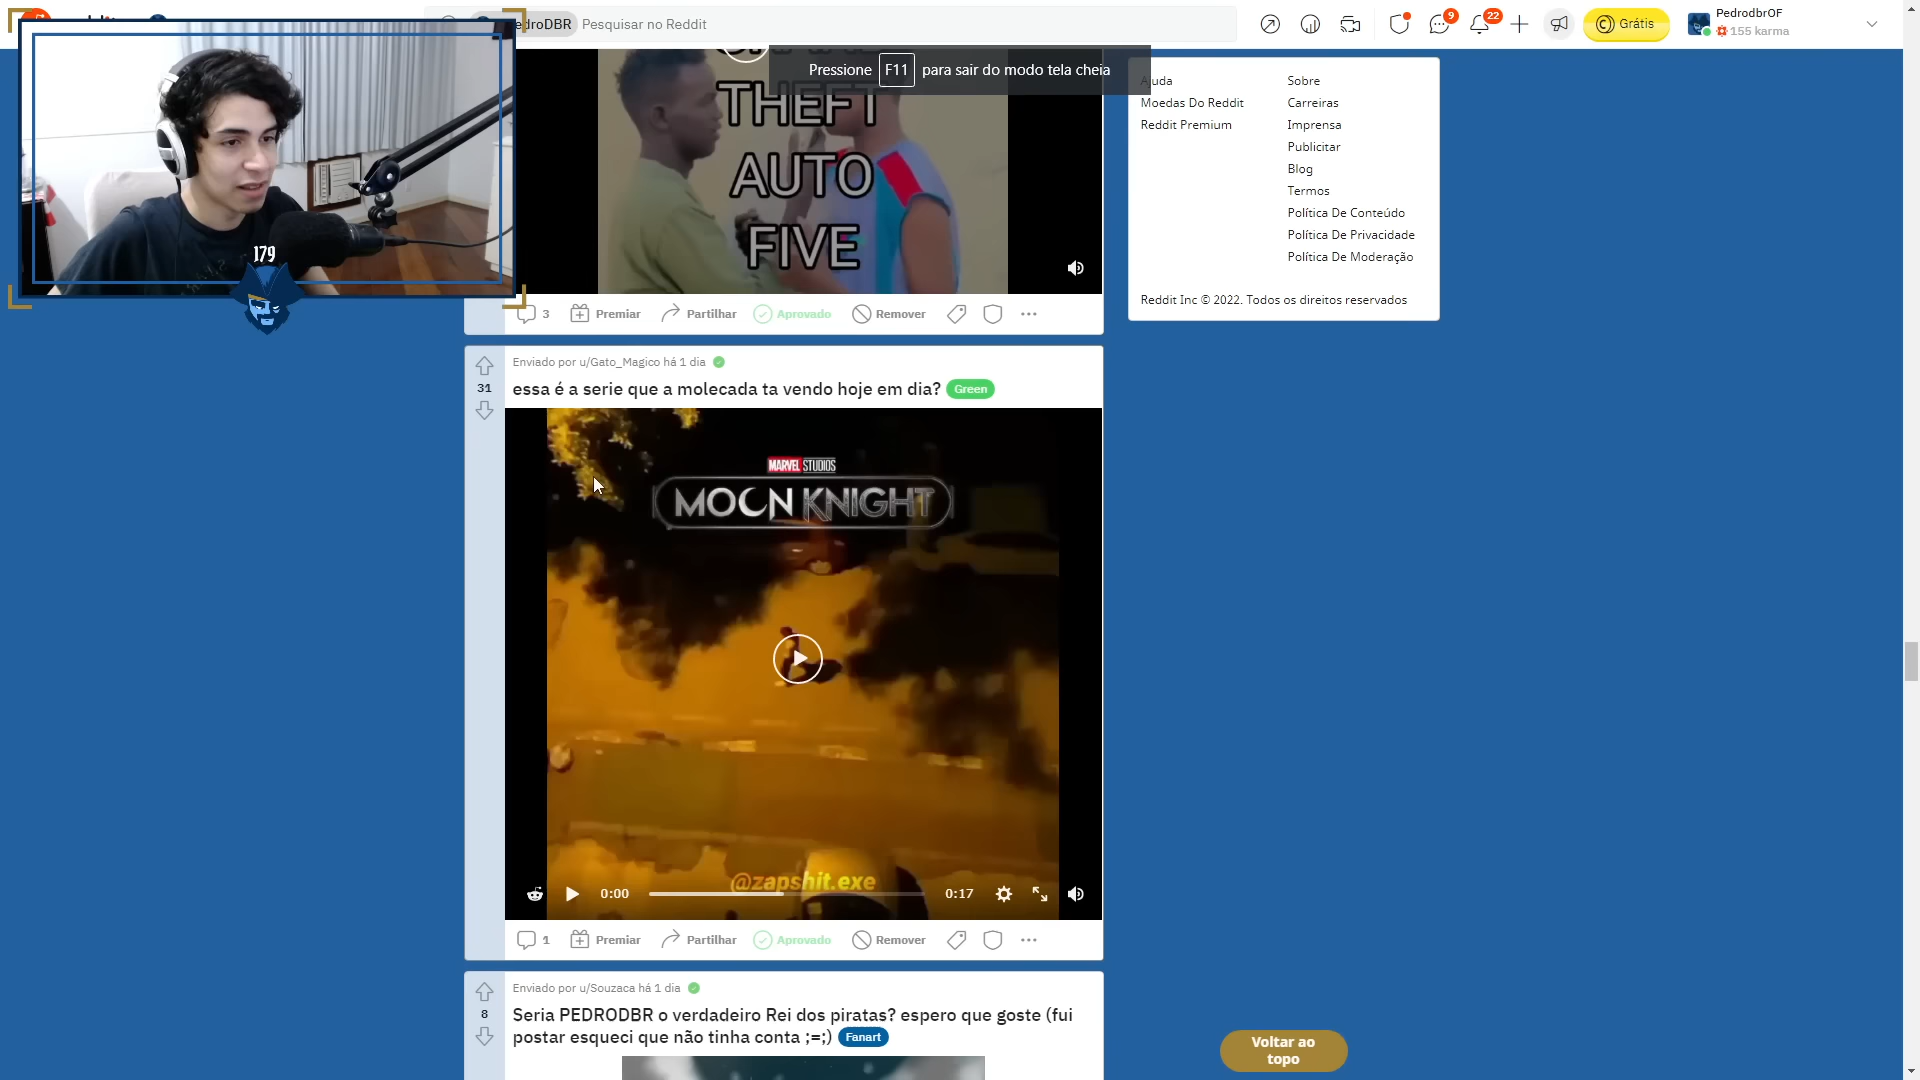 edroDBR Pesquisar no Reddit
9
22
Grátis
PedrodbrOF
155 karma
Pressione F11 para sair do modo tela cheia
THEFT
AUTO
FIVE
179
Ajuda
Moedas Do Reddit
Reddit Premium
Sobre
Carreiras
Imprensa
Publicitar
Blog
Termos
Política De Conteúdo
Política De Privacidade
Política De Moderação
Reddit Inc © 2022. Todos os direitos reservados
3 Premiar Partilhar Aprovado Remover
Enviado por u/Gato_Magico há 1 dia
31
essa é a serie que a molecada ta vendo hoje em dia? Green
MARVEL STUDIOS
MOON KNIGHT
@zapshit.exe
0:00 0:17
1 Premiar Partilhar Aprovado Remover
Enviado por u/Souzaca há 1 dia
8
Seria PEDRODBR o verdadeiro Rei dos piratas? espero que goste (fui
postar esqueci que não tinha conta ;=;) Fanart
Voltar ao
topo